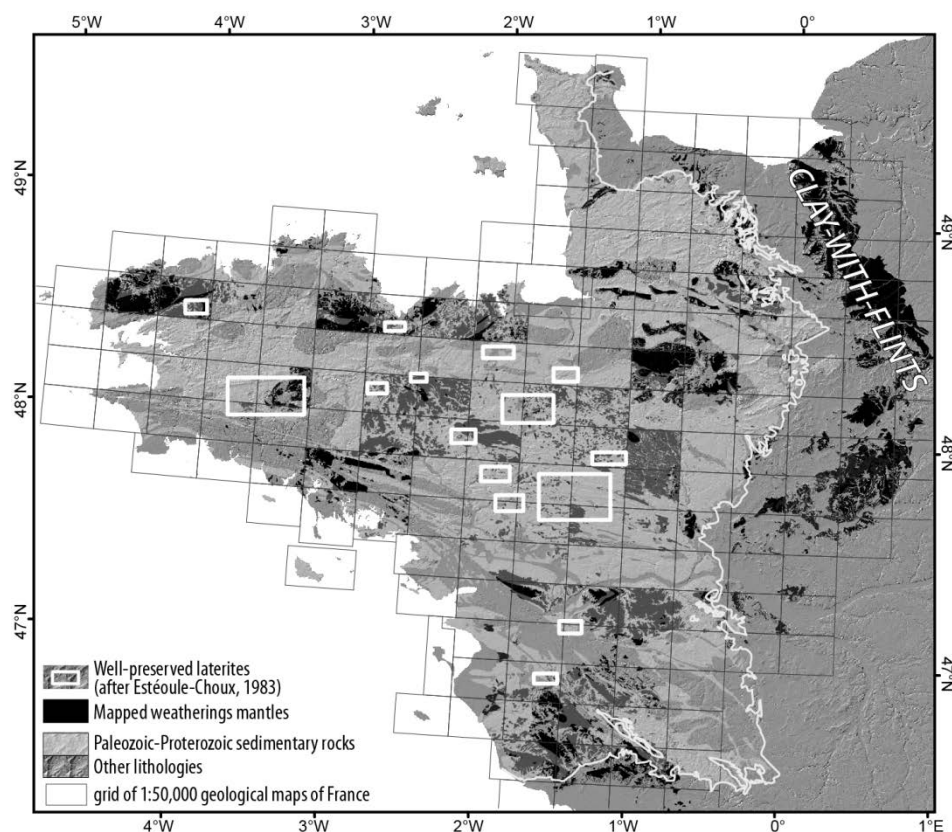 5°W 4°W 3°W 2°W 1°W 0°
49°N
49°N
CLAY-WITH-FLINTS
48°N
48°N
47°N
47°N
Well-preserved laterites
(after Estéoule-Choux, 1983)
Mapped weatherings mantles
Paleozoic-Proterozoic sedimentary rocks
Other lithologies
grid of 1:50,000 geological maps of France
4°W 3°W 2°W 1°W 0° 1°E